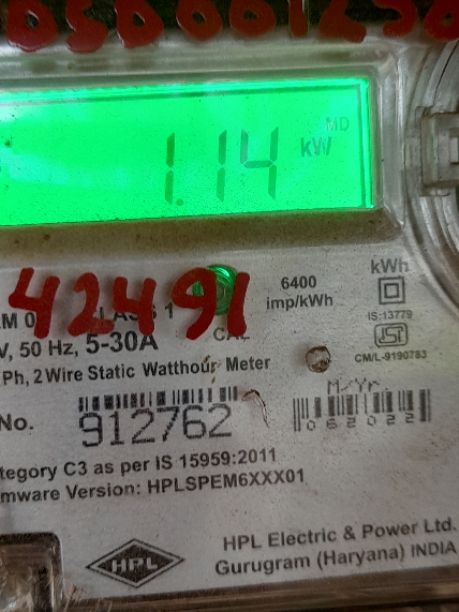 MD
1.14 kW
42491
6400
imp/kWh
kWh
IS:13779
CAL
CM/L-9190783
V, 50 Hz, 5-30A
Ph, 2 Wire Static Watthour Meter
M/Yr.
No.
912762
062022
tegory C3 as per IS 15959:2011
mware Version: HPLSPEM6XXX01
HPL Electric & Power Ltd.
HPL
Gurugram (Haryana) INDIA